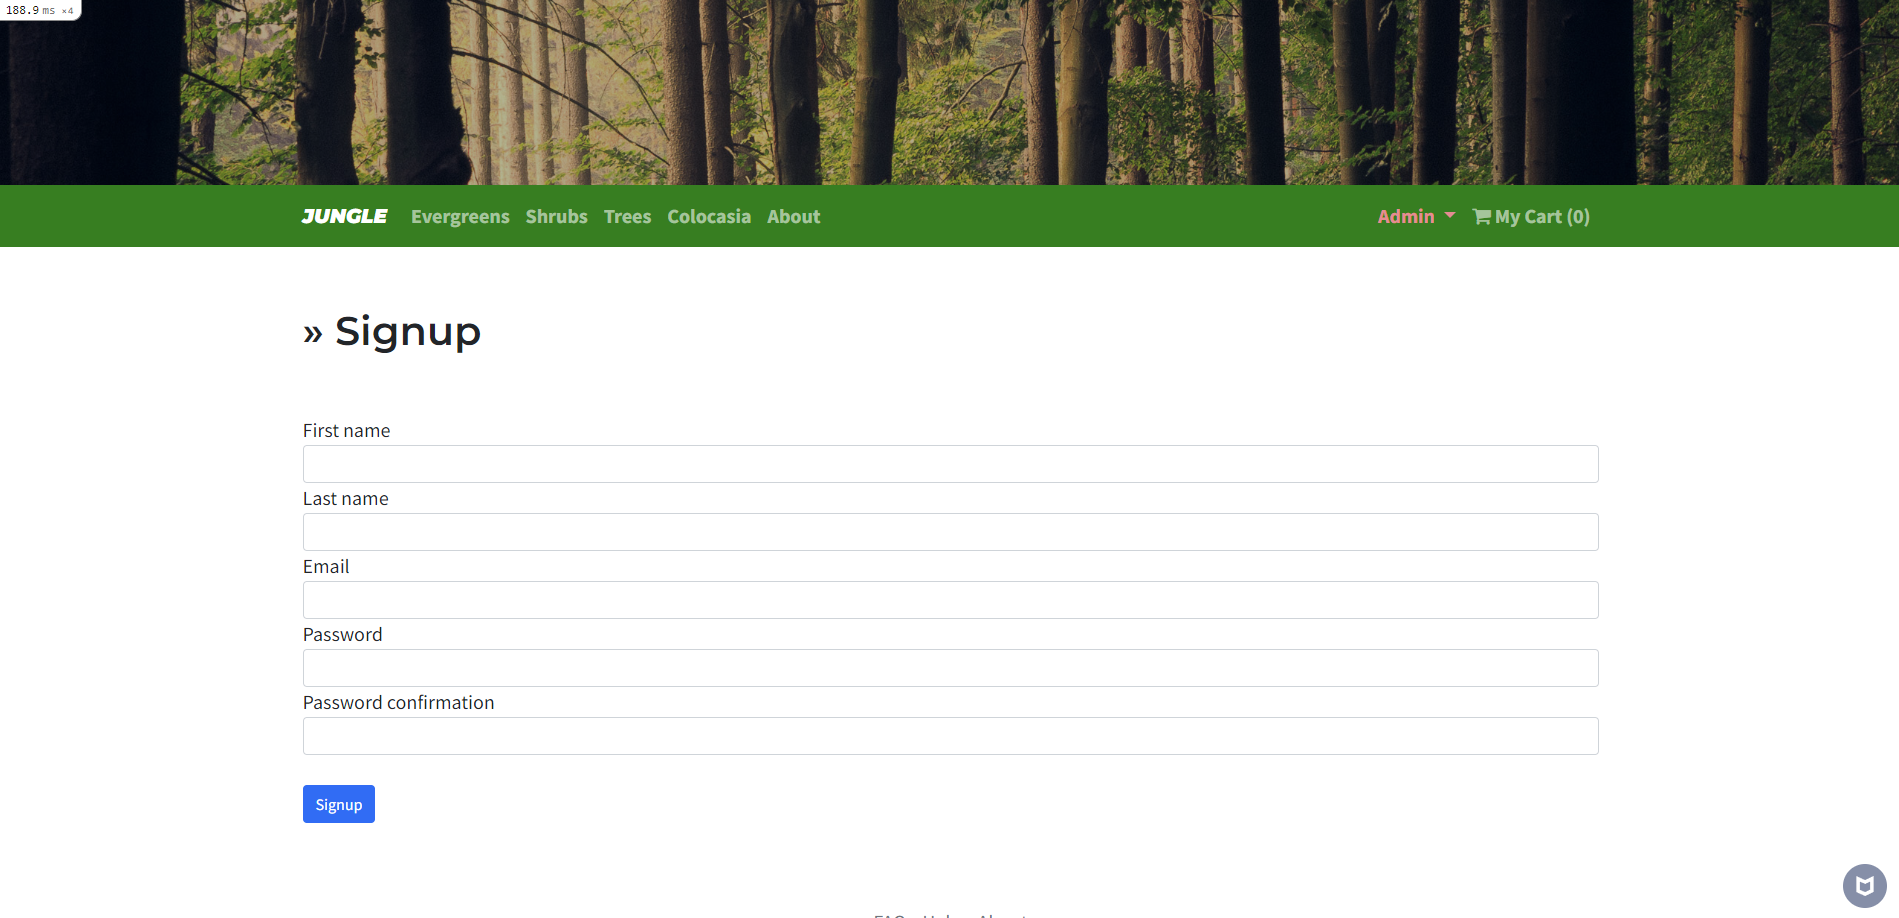 188.9 ms ×4
JUNGLE Evergreens Shrubs Trees Colocasia About Admin My Cart (0)
» Signup
First name
Last name
Email
Password
Password confirmation
Signup